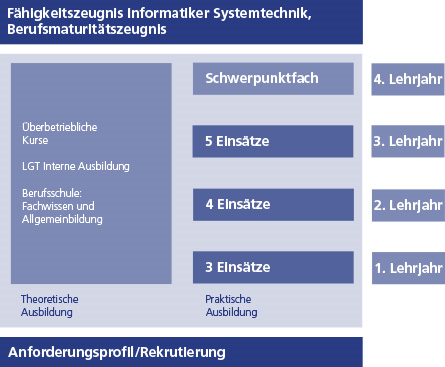 Fähigkeitszeugnis Informatiker Systemtechnik,
Berufsmaturitätszeugnis
Schwerpunktfach
4. Lehrjahr
Überbetriebliche
Kurse
LGT Interne Ausbildung
Berufsschule:
Fachwissen und
Allgemeinbildung
5 Einsätze
3. Lehrjahr
4 Einsätze
2. Lehrjahr
3 Einsätze
1. Lehrjahr
Theoretische
Ausbildung
Praktische
Ausbildung
Anforderungsprofil/Rekrutierung